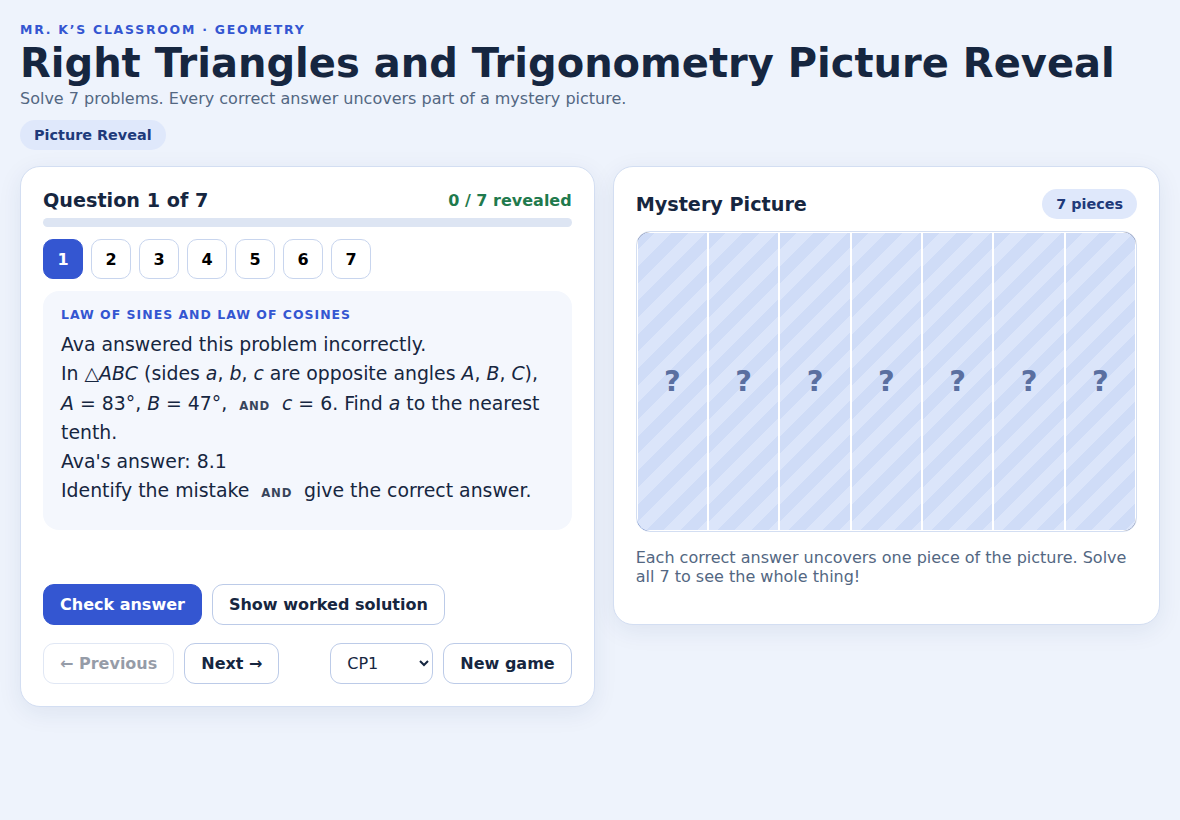 MR. K’S CLASSROOM · GEOMETRY
Right Triangles and Trigonometry Picture Reveal
Solve 7 problems. Every correct answer uncovers part of a mystery picture.
Picture Reveal
Question 1 of 7
0 / 7 revealed
1 2 3 4 5 6 7
LAW OF SINES AND LAW OF COSINES
Ava answered this problem incorrectly.
In △ABC (sides a, b, c are opposite angles A, B, C),
A = 83°, B = 47°, AND c = 6. Find a to the nearest
tenth.
Ava's answer: 8.1
Identify the mistake AND give the correct answer.
Check answer
Show worked solution
← Previous
Next →
CP1
New game
Mystery Picture
7 pieces
? ? ? ? ? ? ?
Each correct answer uncovers one piece of the picture. Solve
all 7 to see the whole thing!